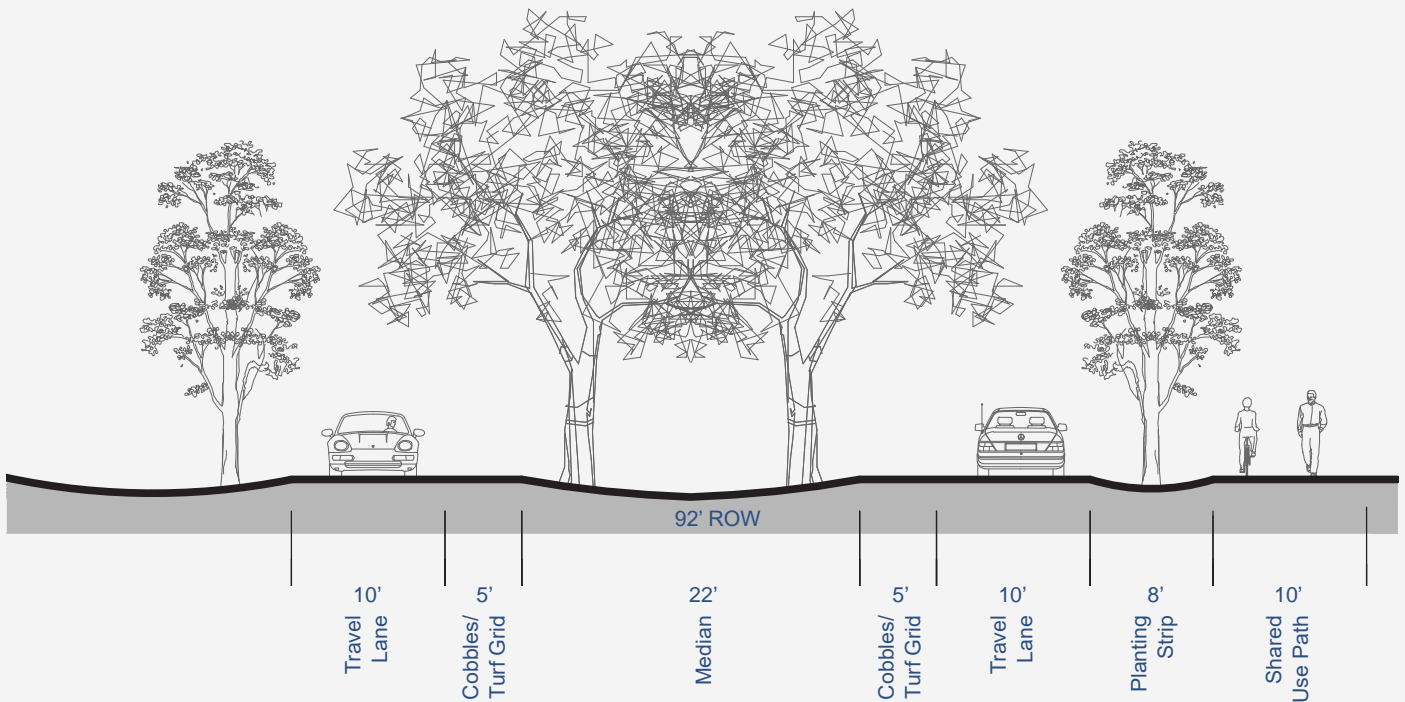 92’ ROW
10’
Travel
Lane
5’
Cobbles/
Turf Grid
22’
Median
5’
Cobbles/
Turf Grid
10’
Travel
Lane
8’
Planting
Strip
10’
Shared
Use Path